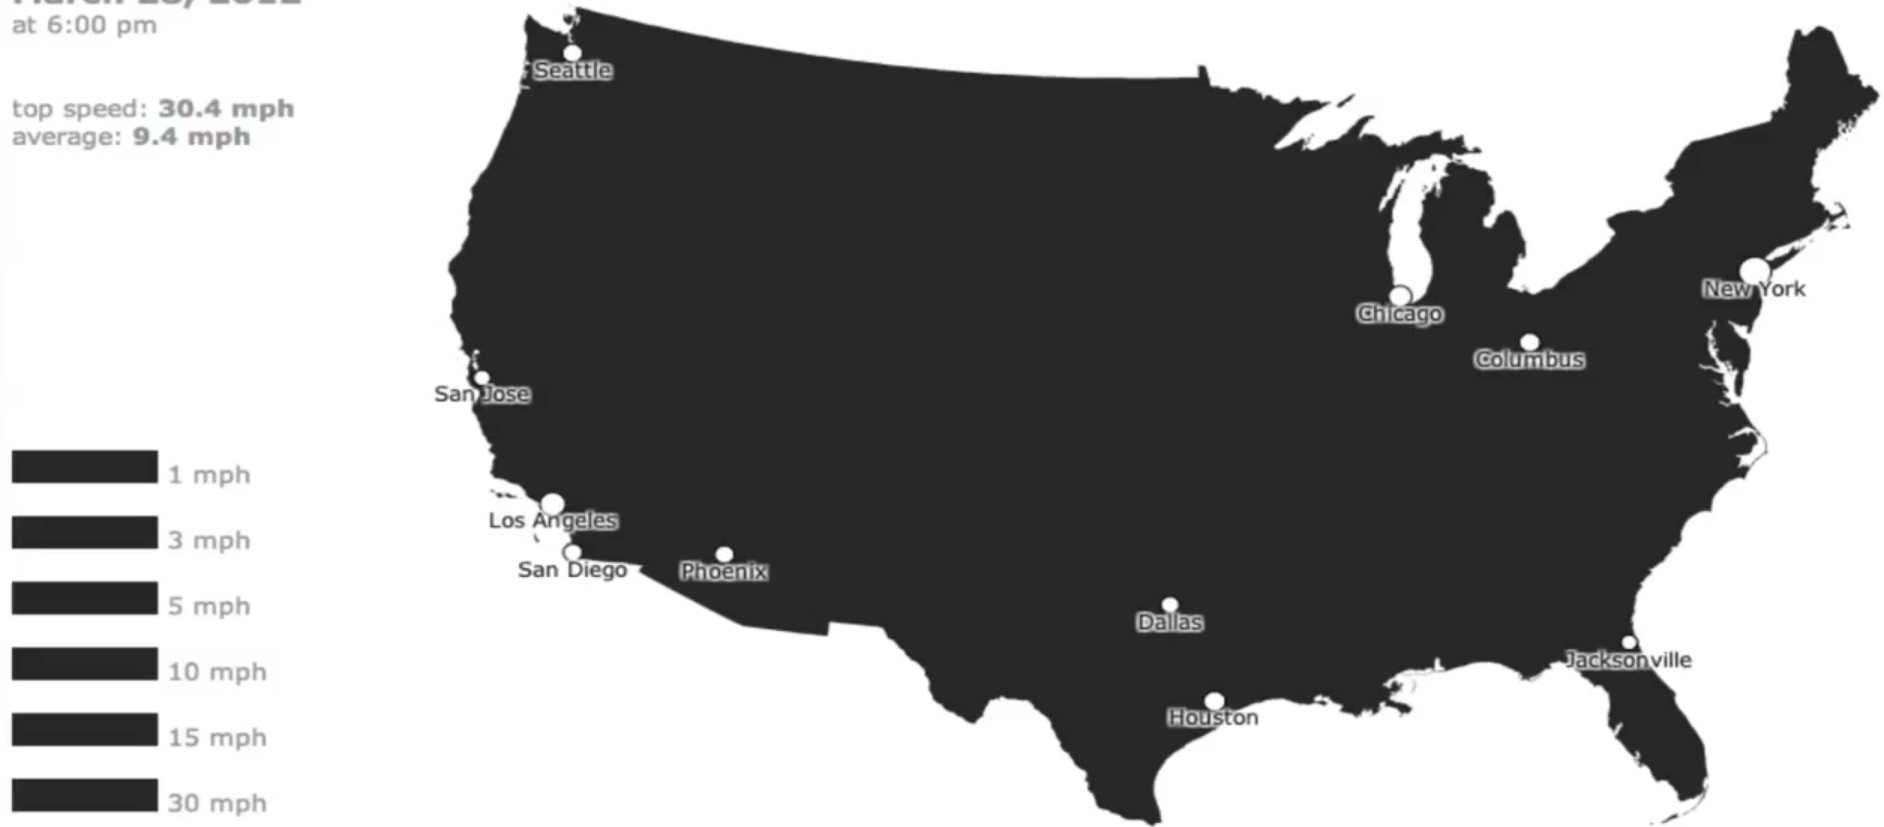 at 6:00 pm
top speed: 30.4 mph
average: 9.4 mph
Seattle
New York
Chicago
Columbus
San Jose
1 mph
Los Angeles
3 mph
San Diego
Phoenix
5 mph
Dallas
Jacksonville
10 mph
Houston
15 mph
30 mph